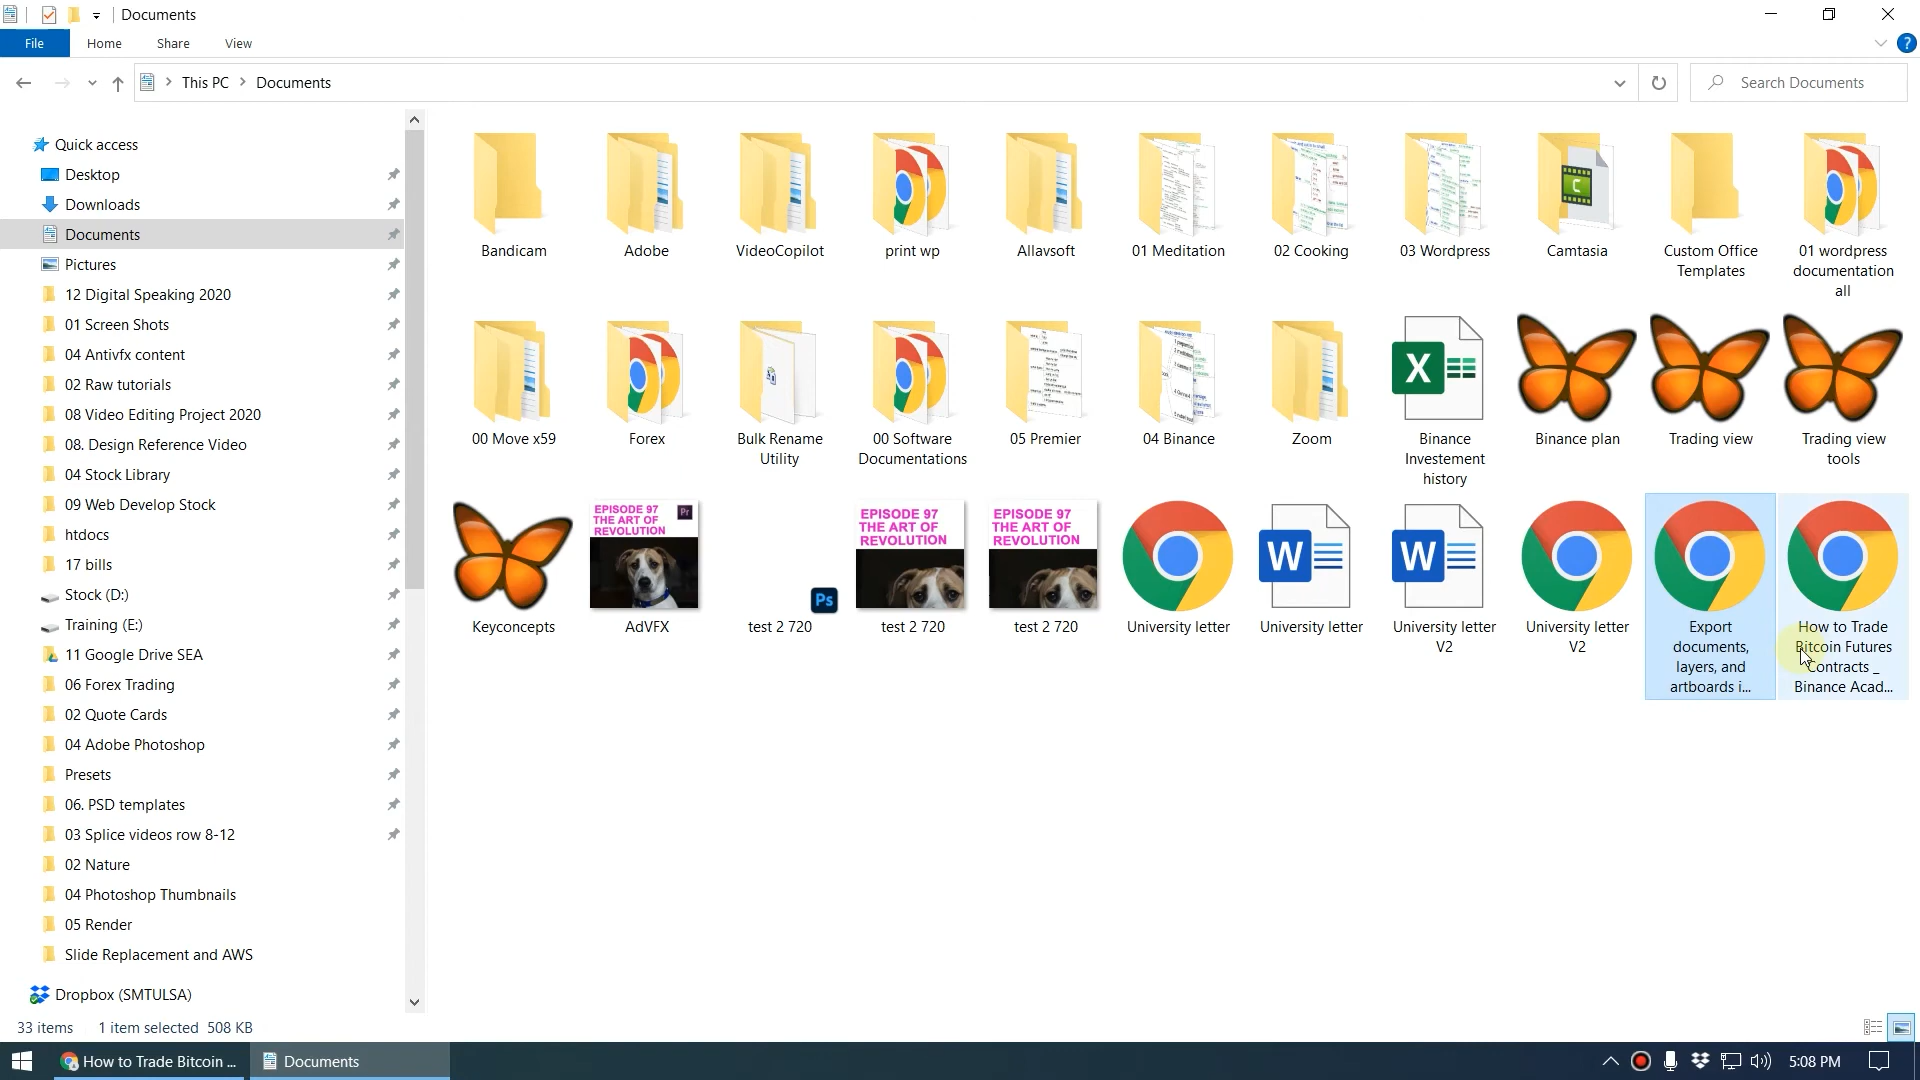 Documents
File
Home
Share
View
This PC
Documents
Search Documents
Quick access
Desktop
Downloads
Documents
Pictures
12 Digital Speaking 2020
01 Screen Shots
04 Antivfx content
02 Raw tutorials
08 Video Editing Project 2020
08. Design Reference Video
04 Stock Library
09 Web Develop Stock
htdocs
17 bills
Stock (D:)
Training (E:)
11 Google Drive SEA
06 Forex Trading
02 Quote Cards
04 Adobe Photoshop
Presets
06. PSD templates
03 Splice videos row 8-12
02 Nature
04 Photoshop Thumbnails
05 Render
Slide Replacement and AWS
Dropbox (SMTULSA)
Bandicam
Adobe
VideoCopilot
print wp
Allavsoft
01 Meditation
02 Cooking
03 Wordpress
C
Camtasia
Custom Office
Templates
01 wordpress
documentation
all
00 Move x59
Forex
Bulk Rename
Utility
00 Software
Documentations
05 Premier
04 Binance
Zoom
X
Binance
Investement
history
Binance plan
Trading view
Trading view
tools
Keyconcepts
EPISODE 97
THE ART OF
REVOLUTION
Pr
AdVFX
Ps
test 2 720
EPISODE 97
THE ART OF
REVOLUTION
test 2 720
EPISODE 97
THE ART OF
REVOLUTION
test 2 720
University letter
W
University letter
W
University letter
V2
University letter
V2
Export
documents,
layers, and
artboards i...
How to Trade
Bitcoin Futures
Contracts _
Binance Acad...
33 items
1 item selected 508 KB
How to Trade Bitcoin ...
Documents
5:08 PM